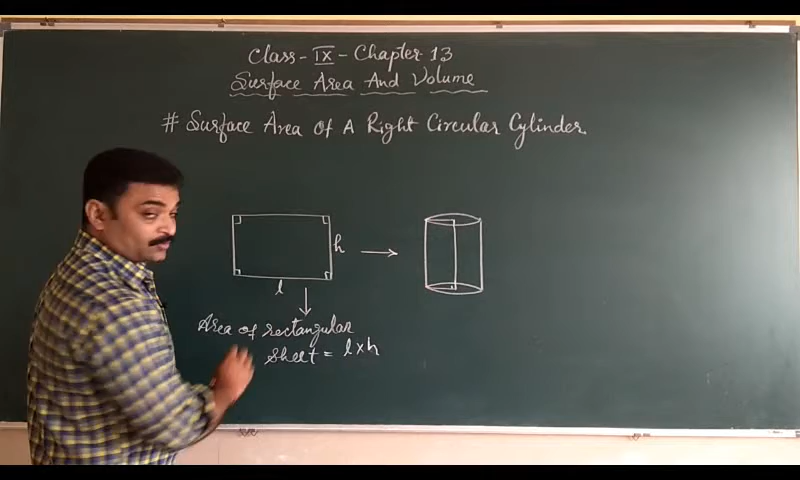 Class - IX - Chapter 13
Surface Area And Volume
# Surface Area Of A Right Circular Cylinder
h
l
Area of rectangular
sheet = l x h